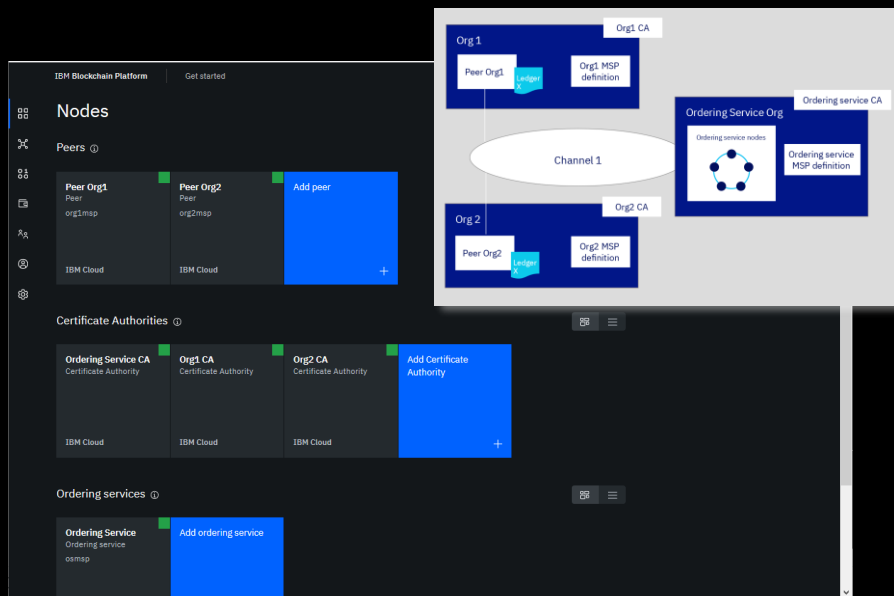 IBM Blockchain Platform
Get started
Nodes
Peers
Peer Org1
Peer
org1msp
IBM Cloud
Peer Org2
Peer
org2msp
IBM Cloud
Add peer
Certificate Authorities
Ordering Service CA
Certificate Authority
IBM Cloud
Org1 CA
Certificate Authority
IBM Cloud
Org2 CA
Certificate Authority
IBM Cloud
Add Certificate
Authority
Ordering services
Ordering Service
Ordering service
osmsp
Add ordering service
Org1 CA
Org 1
Peer Org1
Ledger
X
Org1 MSP
definition
Channel 1
Ordering service CA
Ordering Service Org
Ordering service nodes
Ordering service
MSP definition
Org2 CA
Org 2
Peer Org2
Ledger
X
Org2 MSP
definition